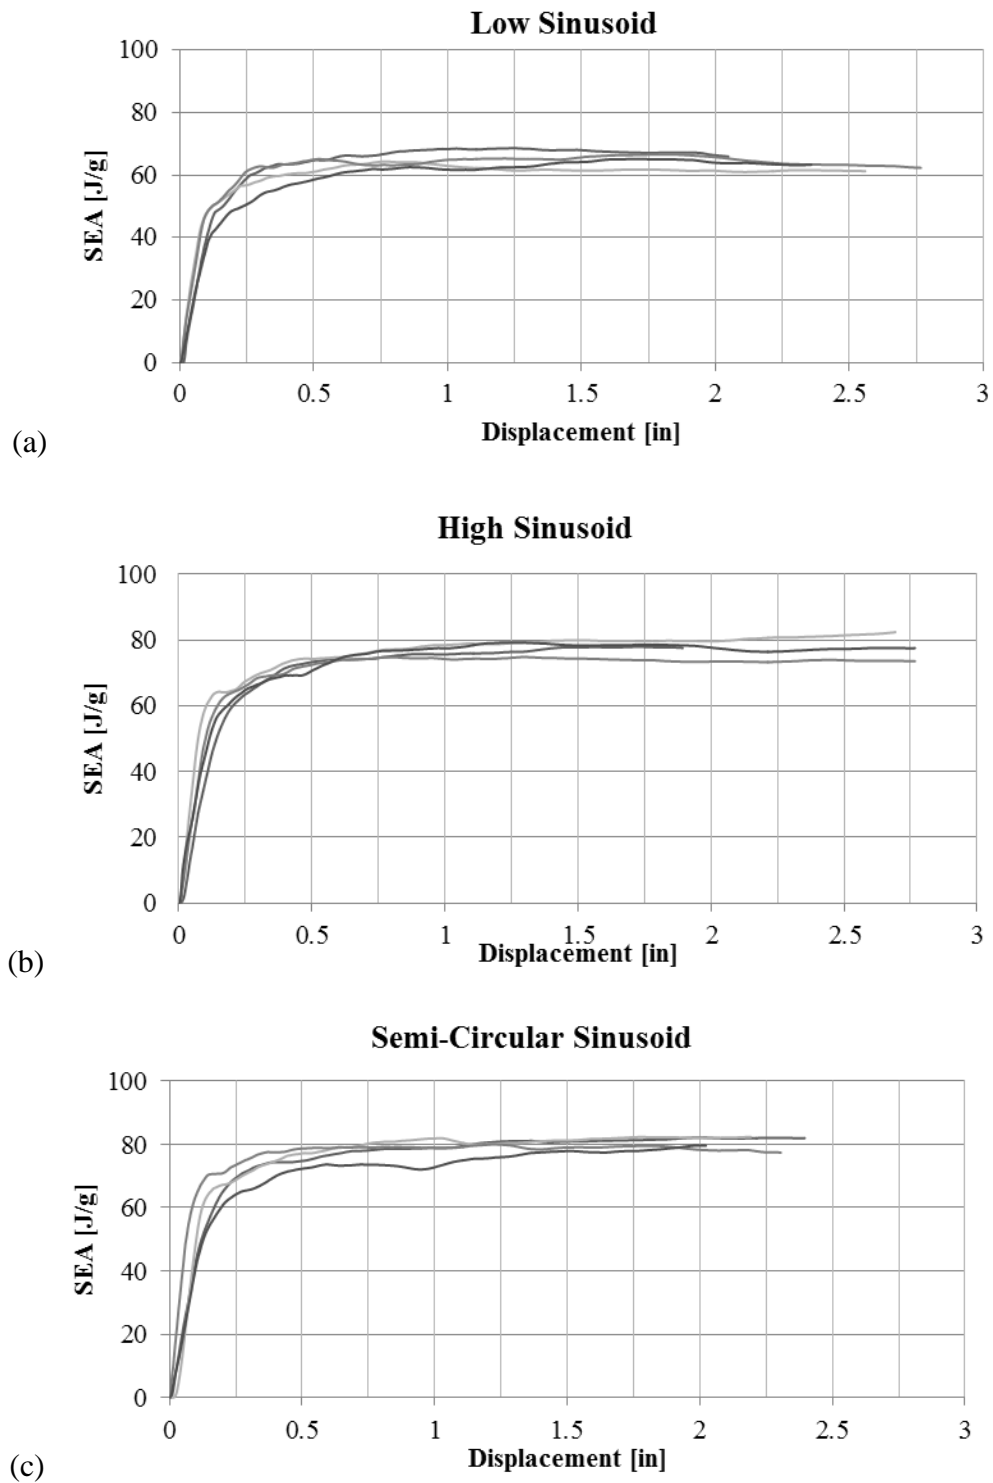 Low Sinusoid
100
80
60
40
20
0
SEA [J/g]
0 0.5 1 1.5 2 2.5 3
Displacement [in]
(a)
High Sinusoid
100
80
60
40
20
0
SEA [J/g]
0 0.5 1 1.5 2 2.5 3
Displacement [in]
(b)
Semi-Circular Sinusoid
100
80
60
40
20
0
SEA [J/g]
0 0.5 1 1.5 2 2.5 3
Displacement [in]
(c)